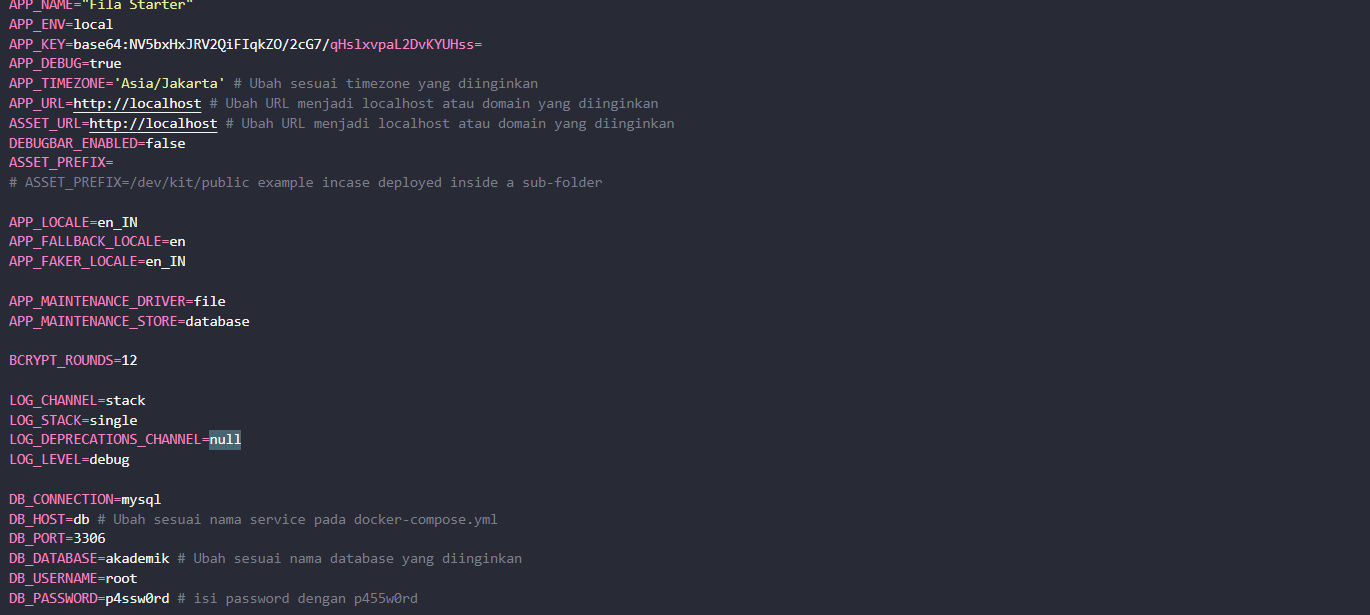 APP_NAME="Fila Starter"
APP_ENV=local
APP_KEY=base64:NV5bxHxJRV2QiFIqkZO/2cG7/qHslxvpaL2DvKYUHss=
APP_DEBUG=true
APP_TIMEZONE='Asia/Jakarta' # Ubah sesuai timezone yang diinginkan
APP_URL=http://localhost # Ubah URL menjadi localhost atau domain yang diinginkan
ASSET_URL=http://localhost # Ubah URL menjadi localhost atau domain yang diinginkan
DEBUGBAR_ENABLED=false
ASSET_PREFIX=
# ASSET_PREFIX=/dev/kit/public example incase deployed inside a sub-folder
APP_LOCALE=en_IN
APP_FALLBACK_LOCALE=en
APP_FAKER_LOCALE=en_IN
APP_MAINTENANCE_DRIVER=file
APP_MAINTENANCE_STORE=database
BCRYPT_ROUNDS=12
LOG_CHANNEL=stack
LOG_STACK=single
LOG_DEPRECATIONS_CHANNEL=null
LOG_LEVEL=debug
DB_CONNECTION=mysql
DB_HOST=db # Ubah sesuai nama service pada docker-compose.yml
DB_PORT=3306
DB_DATABASE=akademik # Ubah sesuai nama database yang diinginkan
DB_USERNAME=root
DB_PASSWORD=p4ssw0rd # isi password dengan p455w0rd